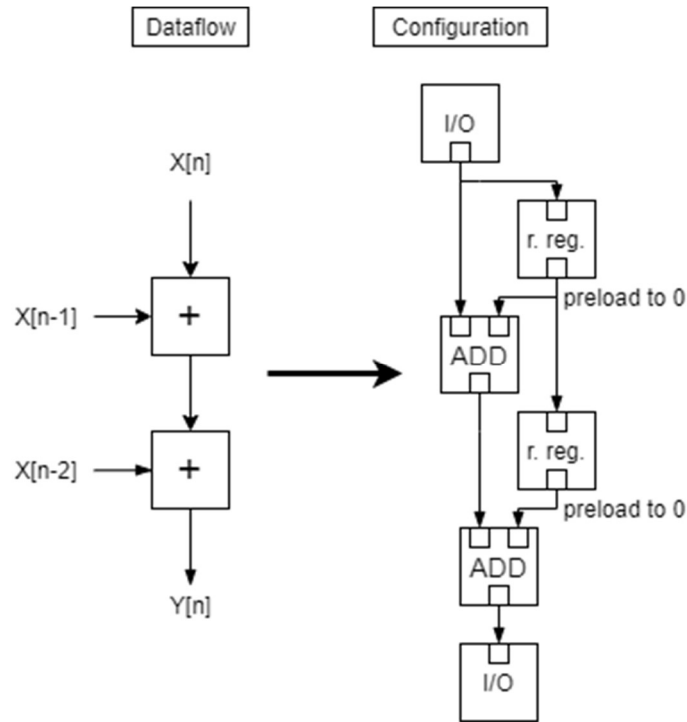 Dataflow
Configuration
X[n]
X[n-1]
+
X[n-2]
+
Y[n]
I/O
r. reg.
preload to 0
ADD
r. reg.
preload to 0
ADD
I/O